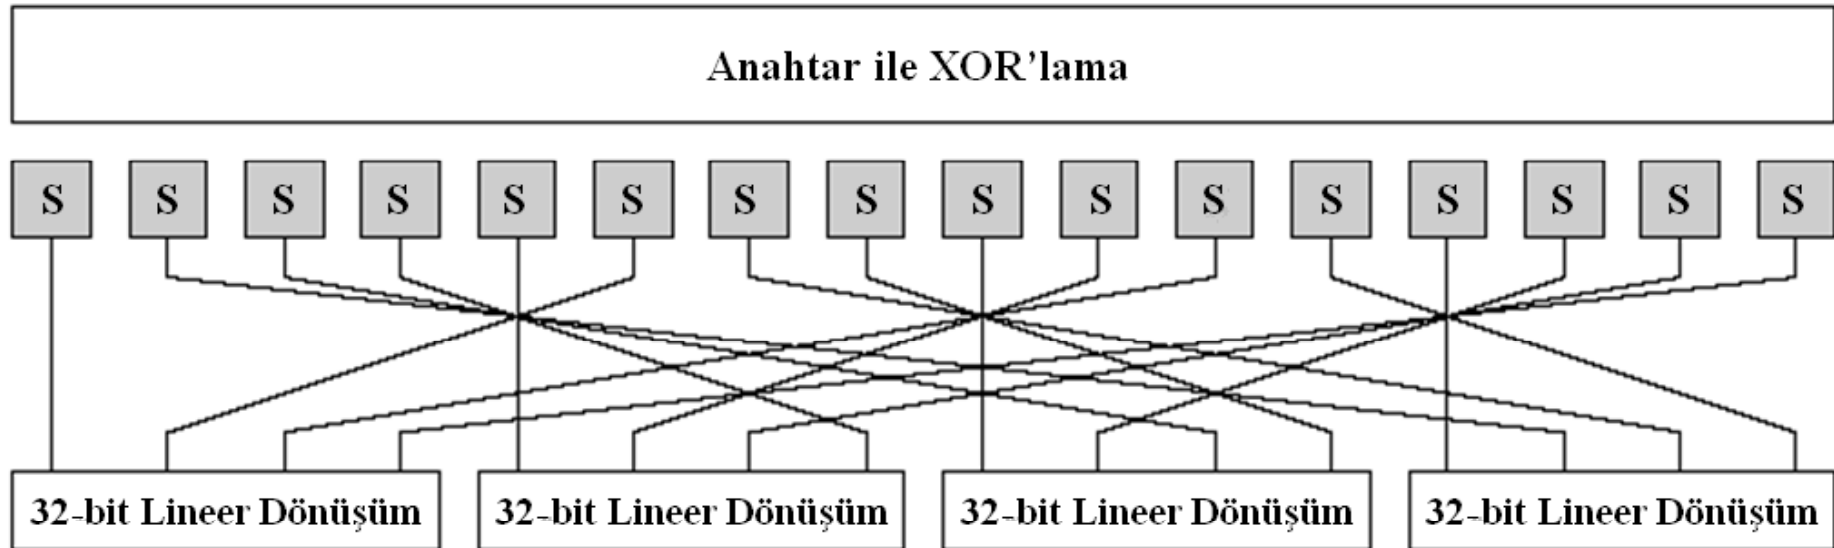 Anahtar ile XOR’lama
S S S S S S S S S S S S S S S S
32-bit Lineer Dönüşüm 32-bit Lineer Dönüşüm 32-bit Lineer Dönüşüm 32-bit Lineer Dönüşüm